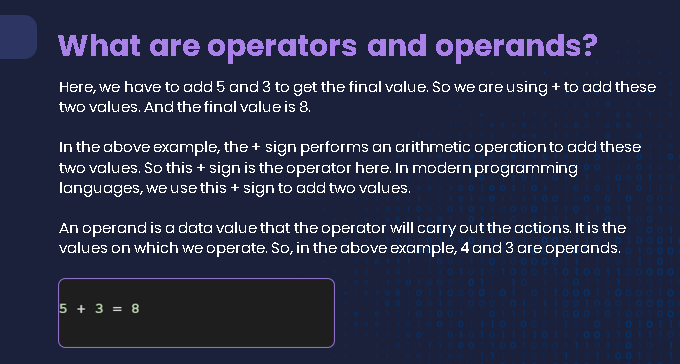 What are operators and operands?
Here, we have to add 5 and 3 to get the final value. So we are using + to add these
two values. And the final value is 8.
In the above example, the + sign performs an arithmetic operation to add these
two values. So this + sign is the operator here. In modern programming
languages, we use this + sign to add two values.
An operand is a data value that the operator will carry out the actions. It is the
values on which we operate. So, in the above example, 4 and 3 are operands.
5 + 3 = 8